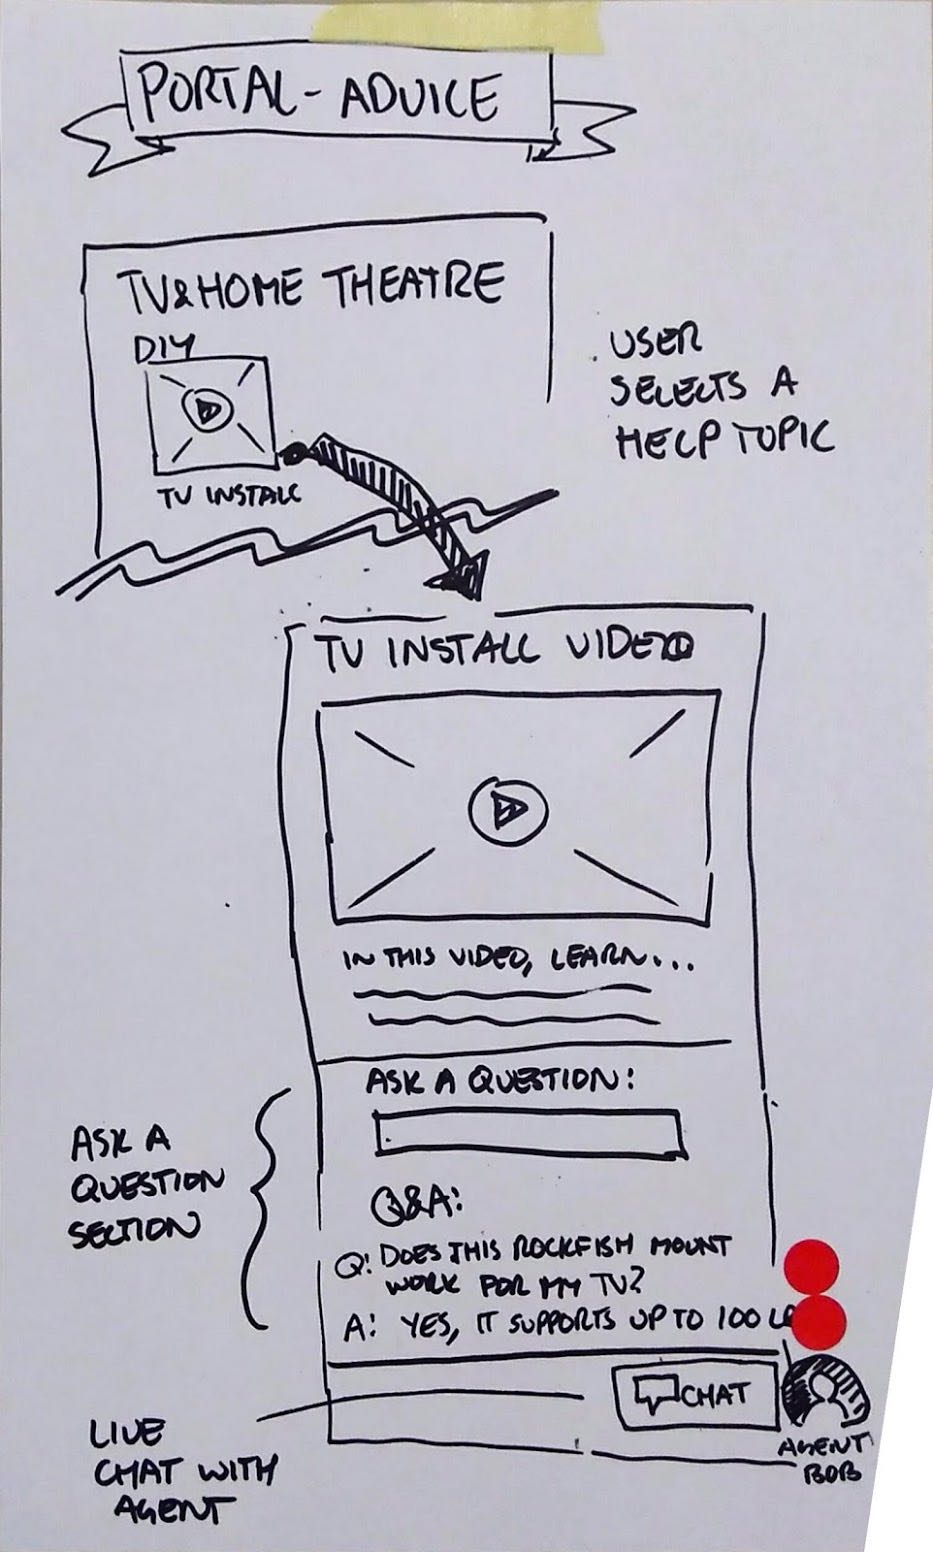 PORTAL - ADVICE
TV & HOME THEATRE
DIY
TV INSTALL
USER
SELECTS A
HELP TOPIC
TV INSTALL VIDEO
IN THIS VIDEO, LEARN...
ASK A QUESTION:
ASK A
QUESTION
SECTION
Q&A:
Q: DOES THIS ROCKFISH MOUNT
WORK FOR MY TV?
A: YES, IT SUPPORTS UP TO 100
CHAT
AGENT
BOB
LIVE
CHAT WITH
AGENT